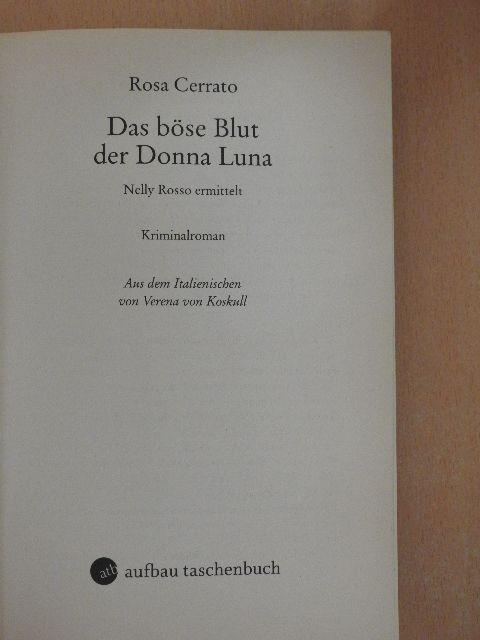 Rosa Cerrato
Das böse Blut
der Donna Luna
Nelly Rosso ermittelt
Kriminalroman
Aus dem Italienischen
von Verena von Koskull
atb aufbau taschenbuch